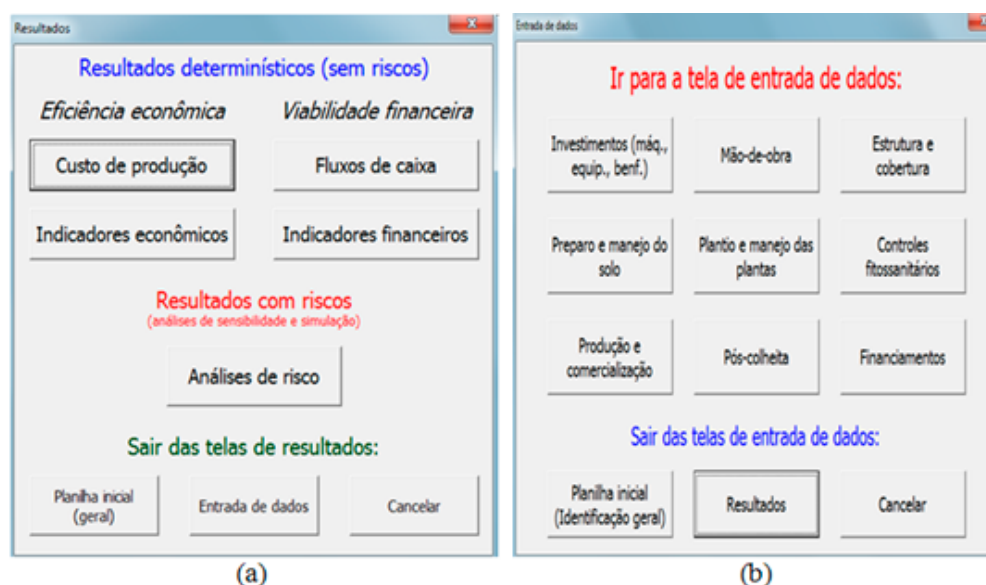 Resultados
Resultados determinísticos (sem riscos)
Eficiência econômica Viabilidade financeira
Custo de produção Fluxos de caixa
Indicadores econômicos Indicadores financeiros
Resultados com riscos
(análises de sensibilidade e simulação)
Análises de risco
Sair das telas de resultados:
Planilha inicial
(geral)
Entrada de dados
Cancelar
(a)
Entrada de dados
Ir para a tela de entrada de dados:
Investimentos (máq.,
equip., benf.)
Mão-de-obra
Estrutura e
cobertura
Preparo e manejo do
solo
Plantio e manejo das
plantas
Controles
fitossanitários
Produção e
comercialização
Pós-colheita
Financiamentos
Sair das telas de entrada de dados:
Planilha inicial
(Identificação geral)
Resultados
Cancelar
(b)